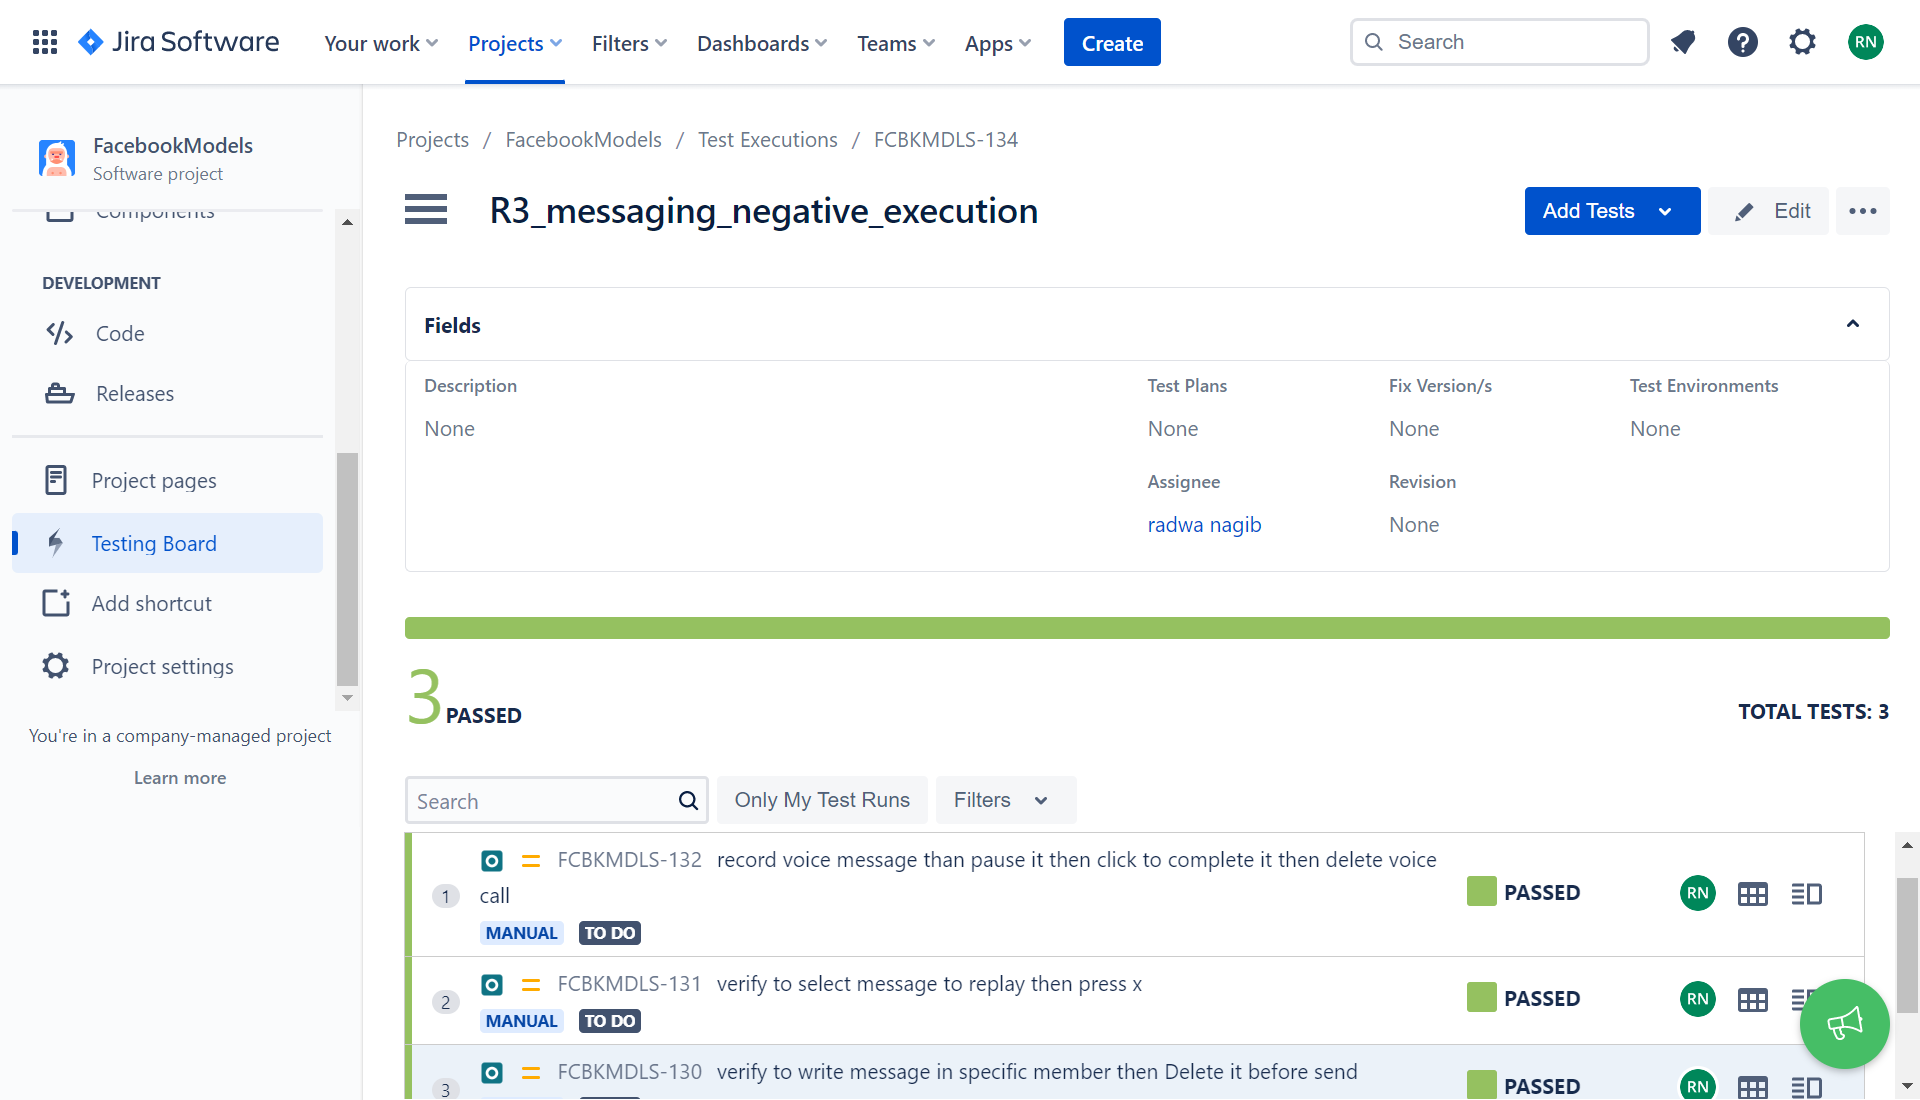 Jira Software
Your work
Projects
Filters
Dashboards
Teams
Apps
Create
Search
RN
FacebookModels
Software project
Components
DEVELOPMENT
Code
Releases
Project pages
Testing Board
Add shortcut
Project settings
You're in a company-managed project
Learn more
Projects / FacebookModels / Test Executions / FCBKMDLS-134
R3_messaging_negative_execution
Add Tests
Edit
Fields
Description
None
Test Plans
None
Fix Version/s
None
Test Environments
None
Assignee
radwa nagib
Revision
None
3 PASSED
TOTAL TESTS: 3
Search
Only My Test Runs
Filters
1
FCBKMDLS-132 record voice message than pause it then click to complete it then delete voice
call
MANUAL TO DO
PASSED
RN
2
FCBKMDLS-131 verify to select message to replay then press x
MANUAL TO DO
PASSED
RN
3
FCBKMDLS-130 verify to write message in specific member then Delete it before send
PASSED
RN